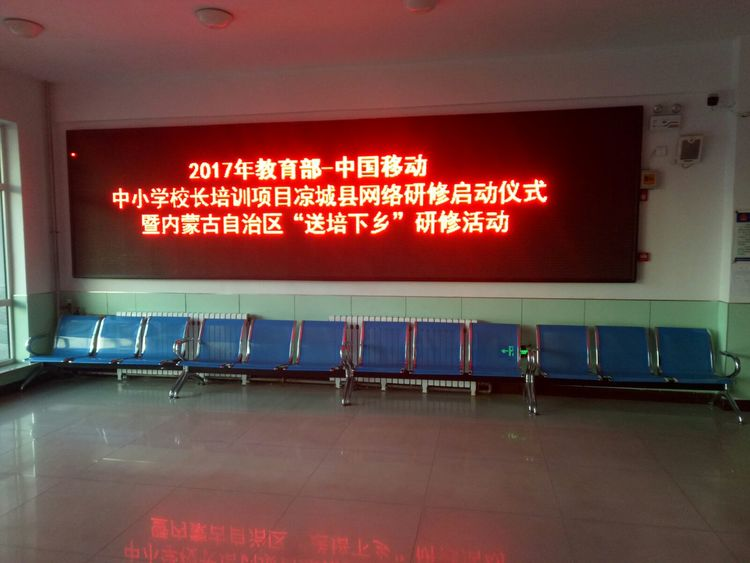 2017年教育部-中国移动
中小学校长培训项目凉城县网络研修启动仪式
暨内蒙古自治区“送培下乡”研修活动